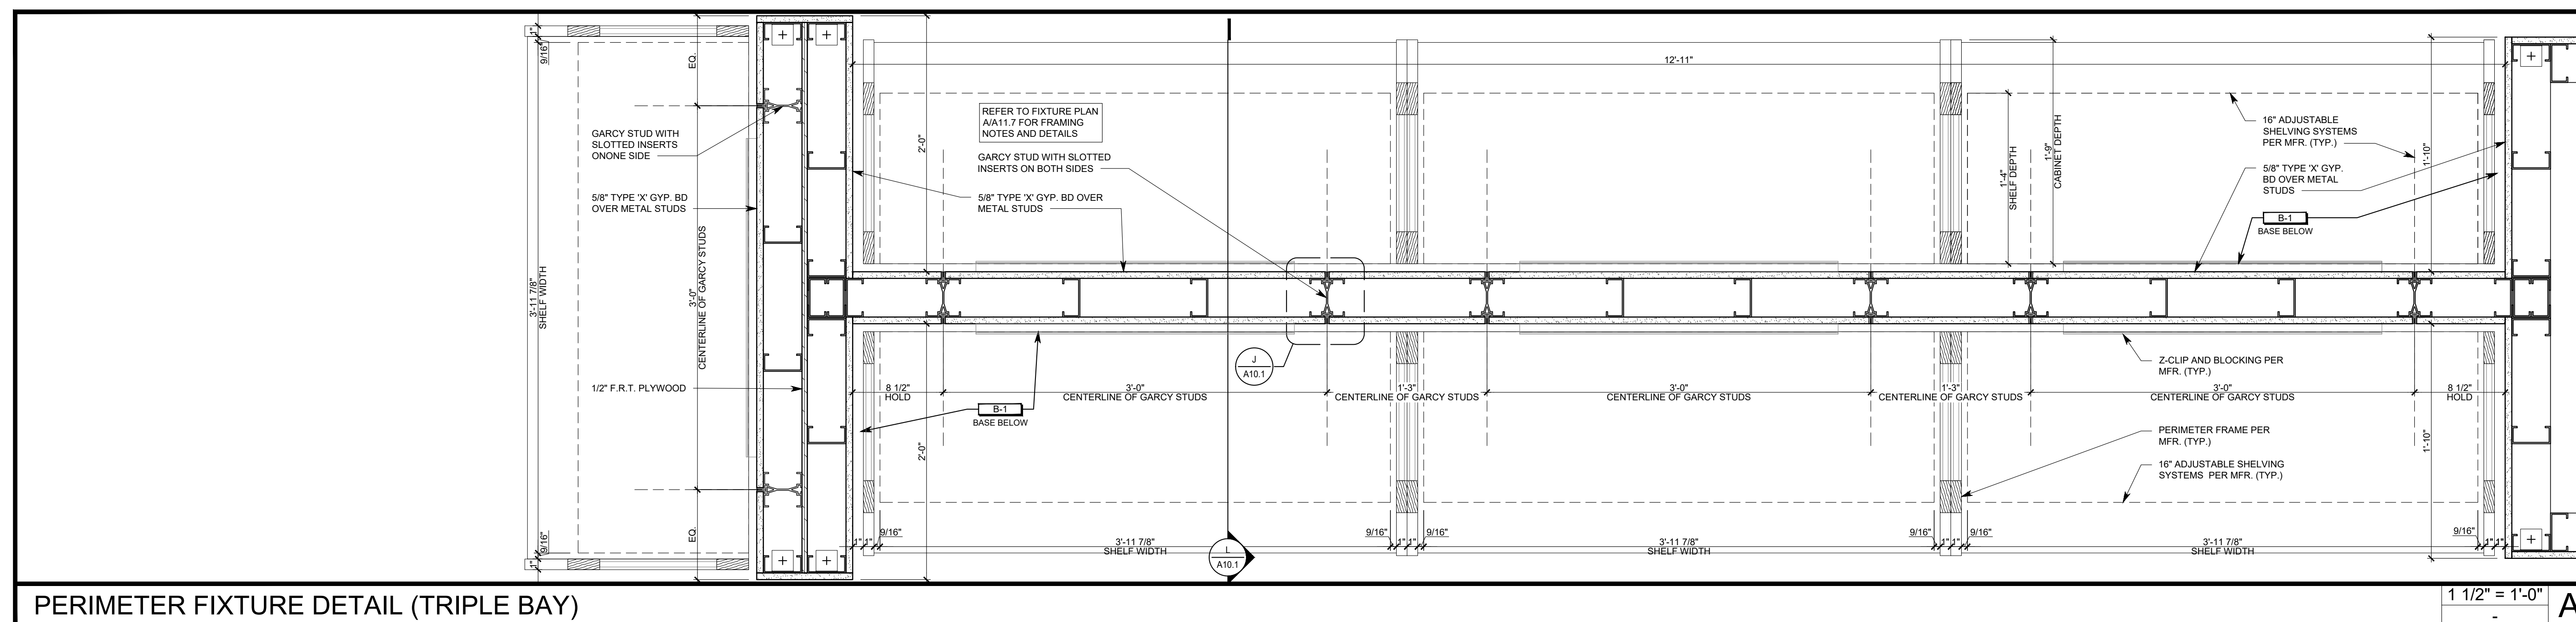 1"
9/16"
3'-11 7/8"
SHELF WIDTH
9/16"
1"
EQ.
3'-0"
CENTERLINE OF GARCY STUDS
EQ.
GARCY STUD WITH
SLOTTED INSERTS
ONONE SIDE
5/8" TYPE 'X' GYP. BD
OVER METAL STUDS
1/2" F.R.T. PLYWOOD
2'-0"
2'-0"
12'-11"
REFER TO FIXTURE PLAN
A/A11.7 FOR FRAMING
NOTES AND DETAILS
GARCY STUD WITH SLOTTED
INSERTS ON BOTH SIDES
5/8" TYPE 'X' GYP. BD OVER
METAL STUDS
1'-4"
SHELF DEPTH
1'-9"
CABINET DEPTH
16" ADJUSTABLE
SHELVING SYSTEMS
PER MFR. (TYP.)
5/8" TYPE 'X' GYP.
BD OVER METAL
STUDS
B-1
BASE BELOW
1'-10"
J
A10.1
Z-CLIP AND BLOCKING PER
MFR. (TYP.)
8 1/2"
HOLD
3'-0"
CENTERLINE OF GARCY STUDS
1'-3"
CENTERLINE OF GARCY STUDS
3'-0"
CENTERLINE OF GARCY STUDS
1'-3"
CENTERLINE OF GARCY STUDS
3'-0"
CENTERLINE OF GARCY STUDS
8 1/2"
HOLD
B-1
BASE BELOW
PERIMETER FRAME PER
MFR. (TYP.)
16" ADJUSTABLE SHELVING
SYSTEMS PER MFR. (TYP.)
1'-10"
1" 1"
9/16"
3'-11 7/8"
SHELF WIDTH
9/16"
1" 1"
9/16"
3'-11 7/8"
SHELF WIDTH
9/16"
1" 1"
9/16"
3'-11 7/8"
SHELF WIDTH
9/16"
1" 1"
L
A10.1
PERIMETER FIXTURE DETAIL (TRIPLE BAY)
1 1/2" = 1'-0"
-
A